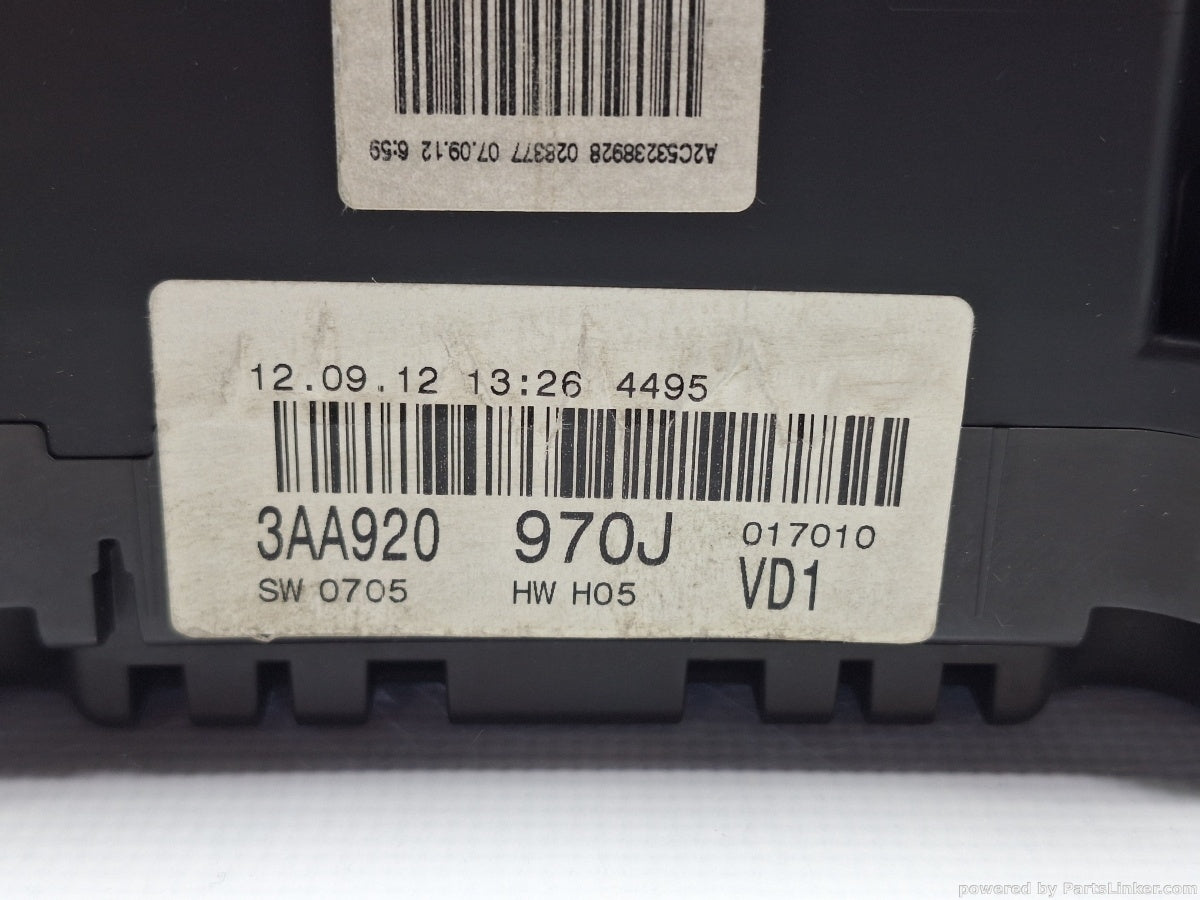 A2C53238928 028377 07.09.12 6:59
12.09.12 13:26 4495
3AA920 970J 017010
SW 0705 HW H05 VD1
powered by PartsLinker.com